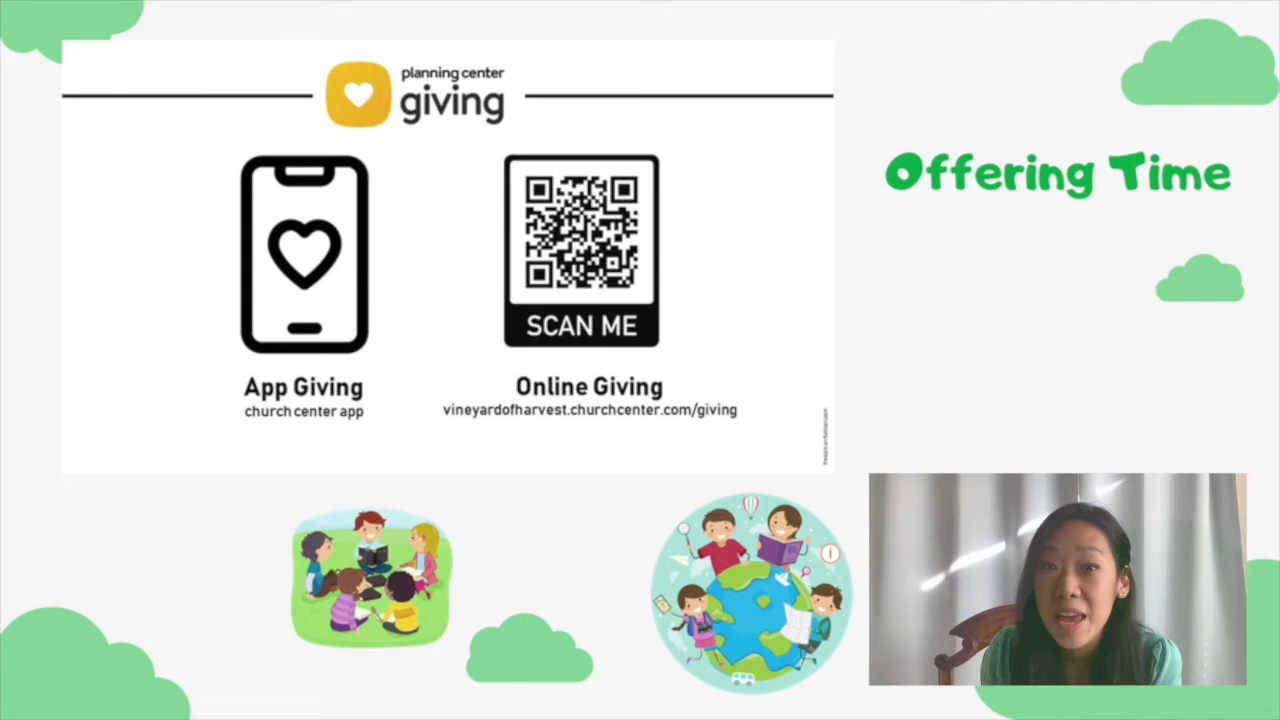 planning center
giving
Offering Time
SCAN ME
App Giving
church center app
Online Giving
vineyardofharvest.churchcenter.com/giving